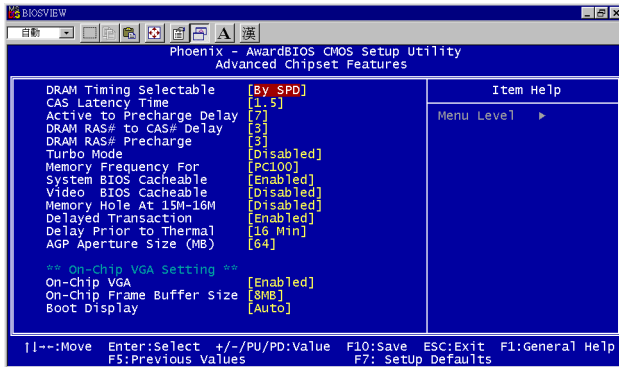 BIOSVIEW
自動 A 漢
Phoenix - AwardBIOS CMOS Setup Utility
Advanced Chipset Features
DRAM Timing Selectable [By SPD]
CAS Latency Time [1.5]
Active to Precharge Delay [7]
DRAM RAS# to CAS# Delay [3]
DRAM RAS# Precharge [3]
Turbo Mode [Disabled]
Memory Frequency For [PC100]
System BIOS Cacheable [Enabled]
Video BIOS Cacheable [Disabled]
Memory Hole At 15M-16M [Disabled]
Delayed Transaction [Enabled]
Delay Prior to Thermal [16 Min]
AGP Aperture Size (MB) [64]
** On-Chip VGA Setting **
On-Chip VGA [Enabled]
On-Chip Frame Buffer Size [8MB]
Boot Display [Auto]
Item Help
Menu Level ►
↑↓→←:Move Enter:Select +/-/PU/PD:Value F10:Save ESC:Exit F1:General Help
F5:Previous Values F7: SetUp Defaults